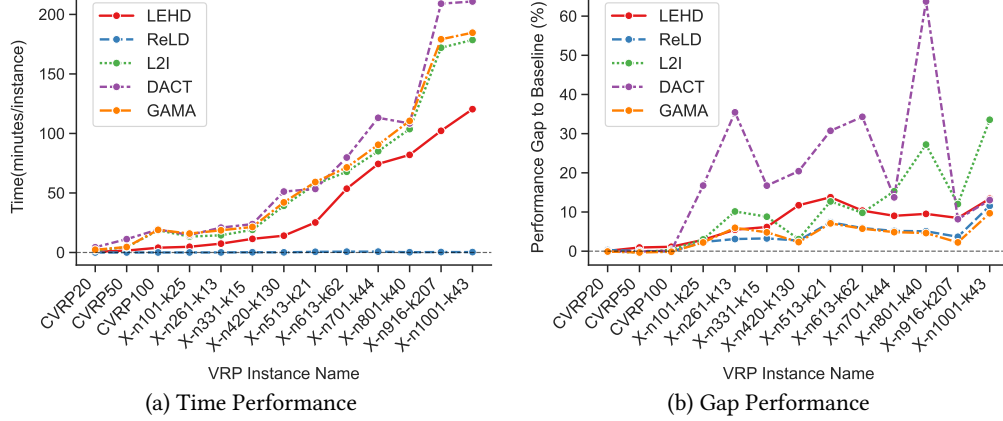 Time(minutes/instance)
200
150
100
50
0
LEHD
ReLD
L2I
DACT
GAMA
CVRP20
CVRP50
CVRP100
X-n101-k25
X-n261-k13
X-n331-k15
X-n420-k130
X-n513-k21
X-n613-k62
X-n701-k44
X-n801-k40
X-n916-k207
X-n1001-k43
VRP Instance Name
(a) Time Performance
Performance Gap to Baseline (%)
60
50
40
30
20
10
0
LEHD
ReLD
L2I
DACT
GAMA
CVRP20
CVRP50
CVRP100
X-n101-k25
X-n261-k13
X-n331-k15
X-n420-k130
X-n513-k21
X-n613-k62
X-n701-k44
X-n801-k40
X-n916-k207
X-n1001-k43
VRP Instance Name
(b) Gap Performance